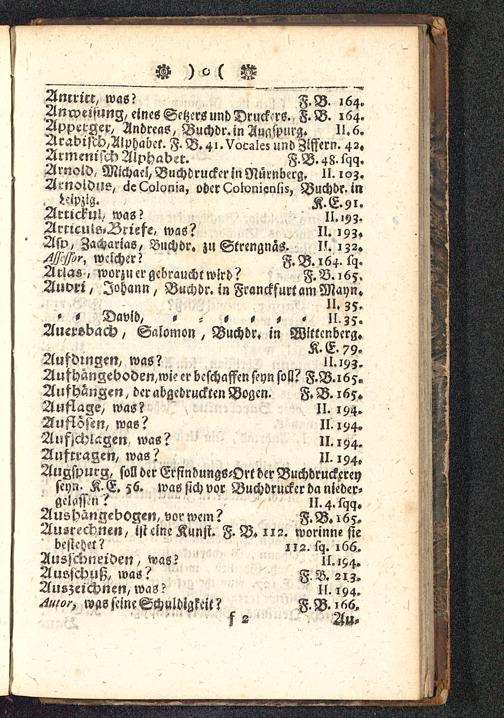 ) o (
Antritt, was? F. B. 164.
Anweisung, eines Setzers und Druckers. F. B. 164.
Apperger, Andreas, Buchdr. in Augspurg. II. 6.
Arabisch, Alphabet. F. B. 41. Vocales und Ziffern. 42.
Armenisch Alphabet. F. B. 48. sqq.
Arnold, Michael, Buchdrucker in Nürnberg. II. 103.
Arnoldus, de Colonia, oder Coloniensis, Buchdr. in
Leipzig. K. E. 91.
Artickul, was? II. 193.
Articuls-Briefe, was? II. 193.
Asp, Zacharias, Buchdr. zu Strengnäs. II. 132.
Assessor, welcher? F. B. 164. sq.
Atlas, worzu er gebraucht wird? F. B. 165.
Aubri, Johann, Buchdr. in Franckfurt am Mayn.
II. 35.
= = David, = = = = = II. 35.
Auersbach, Salomon, Buchdr. in Wittenberg.
K. E. 79.
Aufdingen, was? II. 193.
Aufhängeboden, wie er beschaffen seyn soll? F. B. 165.
Aufhängen, der abgedruckten Bogen. F. B. 165.
Auflage, was? II. 194.
Auflösen, was? II. 194.
Aufschlagen, was? II. 194.
Auftragen, was? II. 194.
Augspurg, soll der Erfindungs-Ort der Buchdruckerey
seyn. K. E. 56. was sich vor Buchdrucker da nieder-
gelassen? II. 4. sqq.
Aushängebogen, vor wem? F. B. 165.
Ausrechnen, ist eine Kunst. F. B. 112. worinne sie
bestehet? 112. sq. 166.
Ausschneiden, was? II. 194.
Ausschuß, was? F. B. 213.
Auszeichnen, was? II. 194.
Autor, was seine Schuldigkeit? F. B. 166.
f 2 Au-